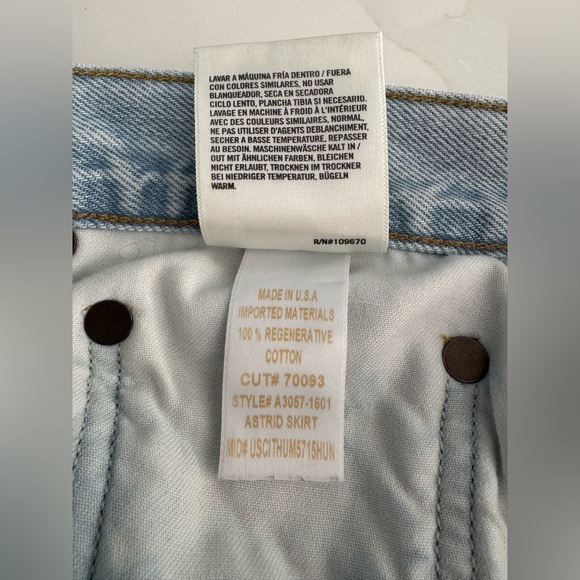 LAVAR A MÁQUINA FRÍA DENTRO / FUERA
CON COLORES SIMILARES, NO USAR
BLANQUEADOR, SECA EN SECADORA
CICLO LENTO, PLANCHA TIBIA SI NECESARIO.
LAVAGE EN MACHINE À FROID À L'INTÉRIEUR
AVEC DES COULEURS SIMILAIRES, NORMAL,
NE PAS UTILISER D'AGENTS DEBLANCHIMENT,
SECHER A BASSE TEMPERATURE, REPASSER
AU BESOIN. MASCHINENWÄSCHE KALT IN /
OUT MIT ÄHNLICHEN FARBEN, BLEICHEN
NICHT ERLAUBT, TROCKNEN IM TROCKNER
BEI NIEDRIGER TEMPERATUR, BÜGELN
WARM.
R/N#109670
MADE IN U.S.A
IMPORTED MATERIALS
100 % REGENERATIVE
COTTON
CUT# 70093
STYLE# A3057-1601
ASTRID SKIRT
MID# USCITHUM5715HUN